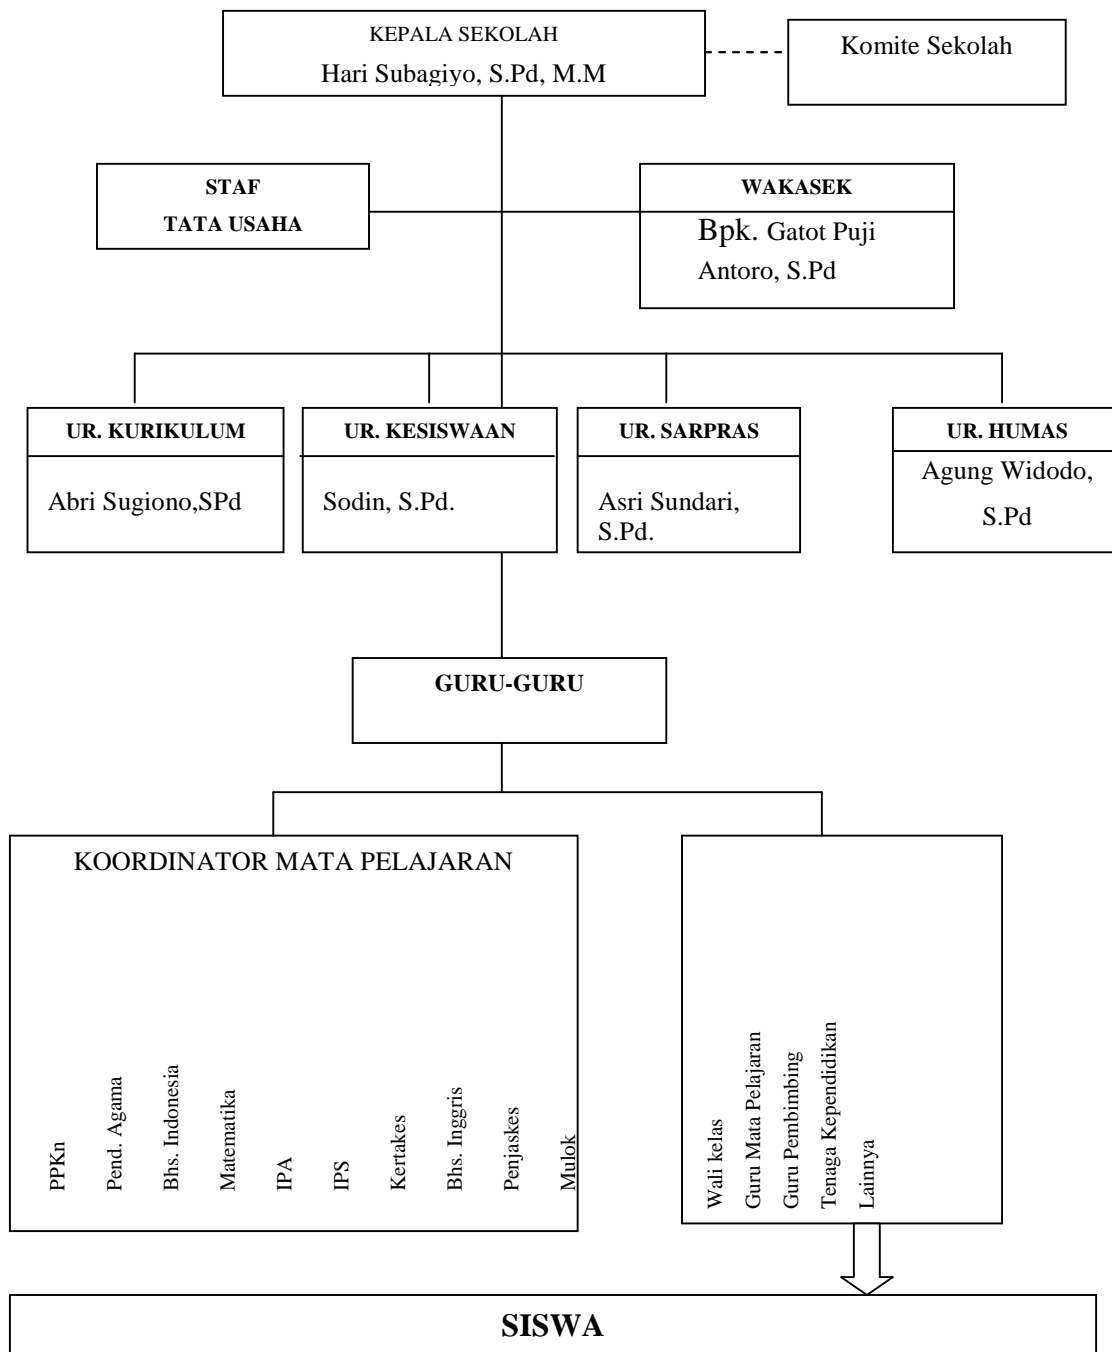 KEPALA SEKOLAH
Hari Subagiyo, S.Pd, M.M
Komite Sekolah
STAF
TATA USAHA
WAKASEK
Bpk. Gatot Puji
Antoro, S.Pd
UR. KURIKULUM
Abri Sugiono,SPd
UR. KESISWAAN
Sodin, S.Pd.
UR. SARPRAS
Asri Sundari,
S.Pd.
UR. HUMAS
Agung Widodo,
S.Pd
GURU-GURU
KOORDINATOR MATA PELAJARAN
PPKn
Pend. Agama
Bhs. Indonesia
Matematika
IPA
IPS
Kertakes
Bhs. Inggris
Penjaskes
Mulok
Wali kelas
Guru Mata Pelajaran
Guru Pembimbing
Tenaga Kependidikan
Lainnya
SISWA